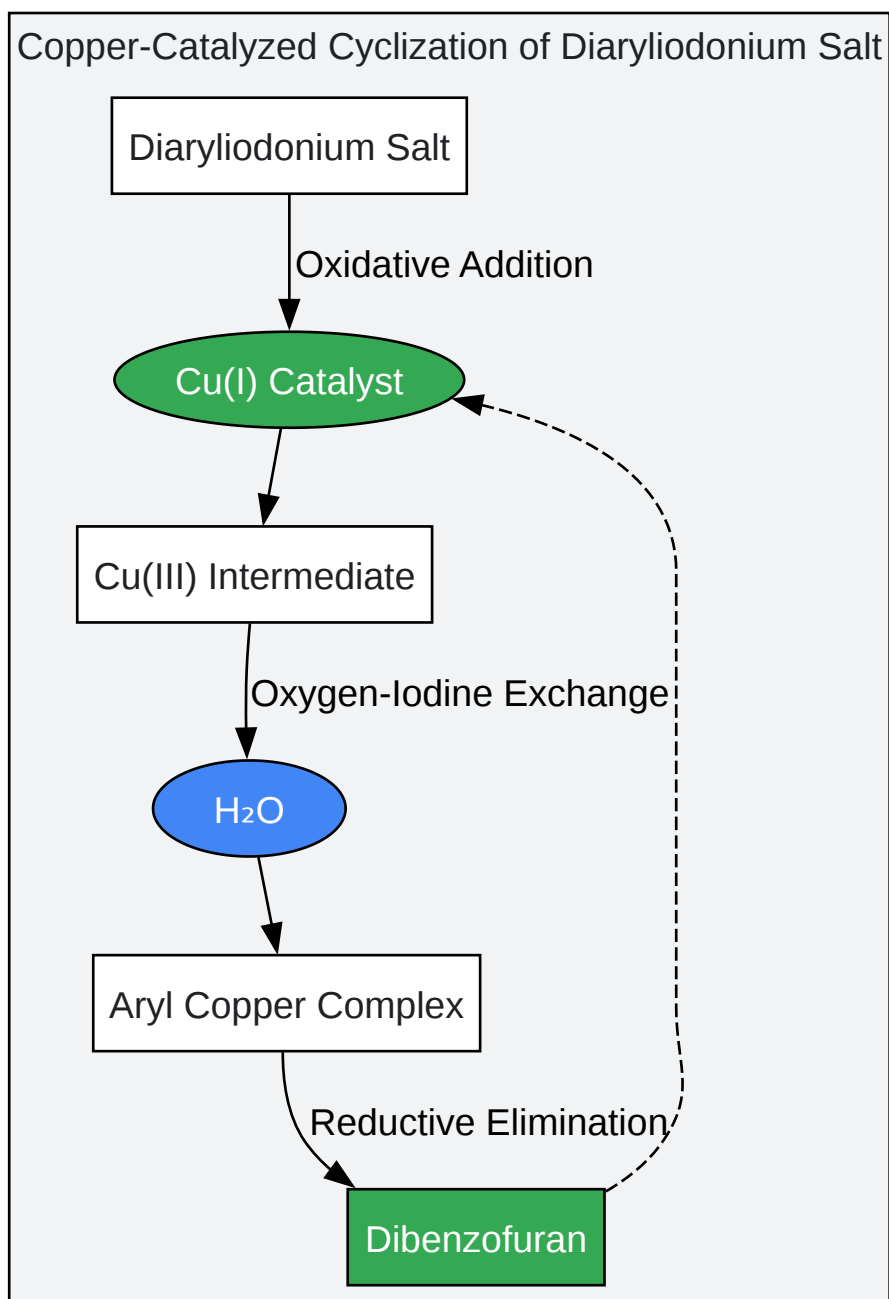 Copper-Catalyzed Cyclization of Diaryliodonium Salt
Diaryliodonium Salt
Oxidative Addition
Cu(I) Catalyst
Cu(III) Intermediate
Oxygen-Iodine Exchange
H₂O
Aryl Copper Complex
Reductive Elimination
Dibenzofuran